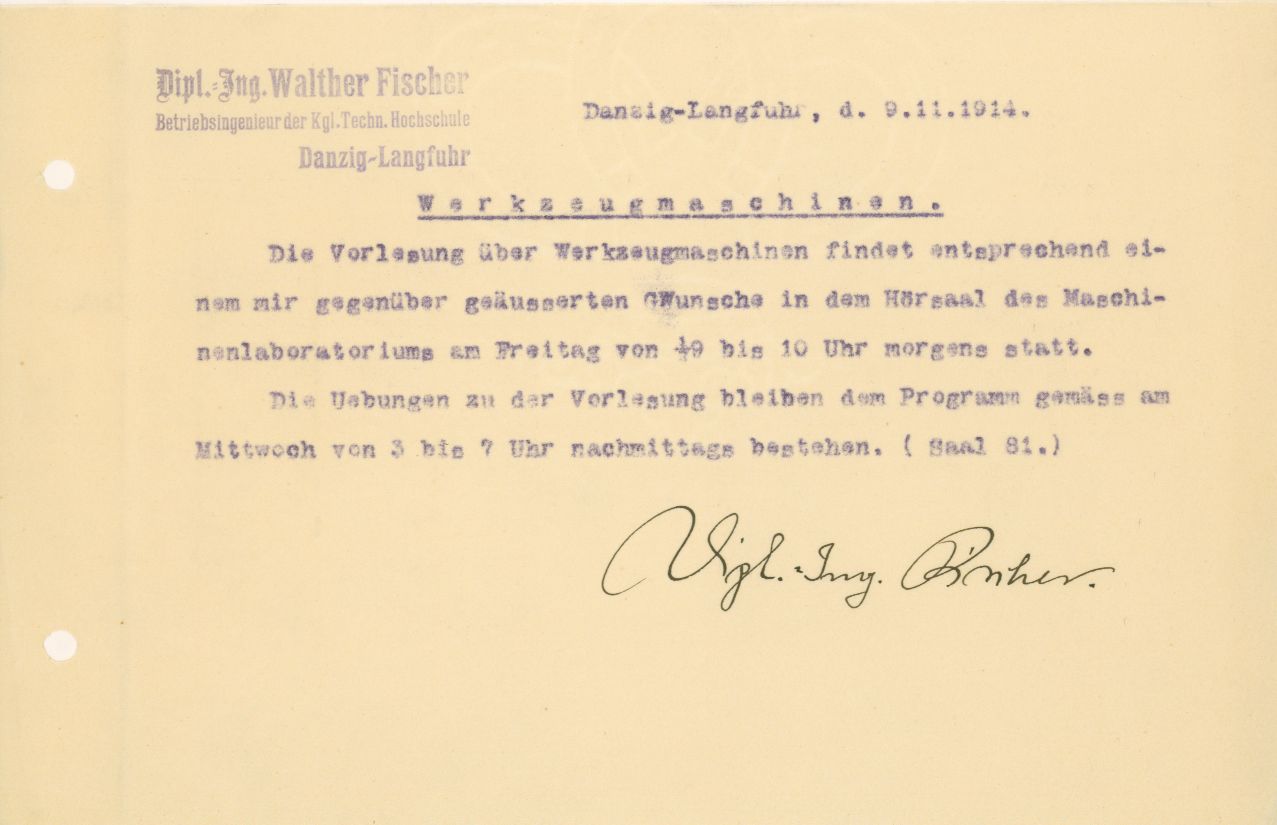 Dipl.-Ing. Walther Fischer
Betriebsingenieur der Kgl. Techn. Hochschule
Danzig-Langfuhr
Danzig-Langfuhr, d. 9.11.1914.
Werkzeugmaschinen.
Die Vorlesung über Werkzeugmaschinen findet entsprechend ei-
nem mir gegenüber geäusserten GWunsche in dem Hörsaal des Maschi-
nenlaboratoriums am Freitag von ½9 bis 10 Uhr morgens statt.
Die Uebungen zu der Vorlesung bleiben dem Programm gemäss am
Mittwoch von 3 bis 7 Uhr nachmittags bestehen. ( Saal 81.)
Dipl.-Ing. Fischer.